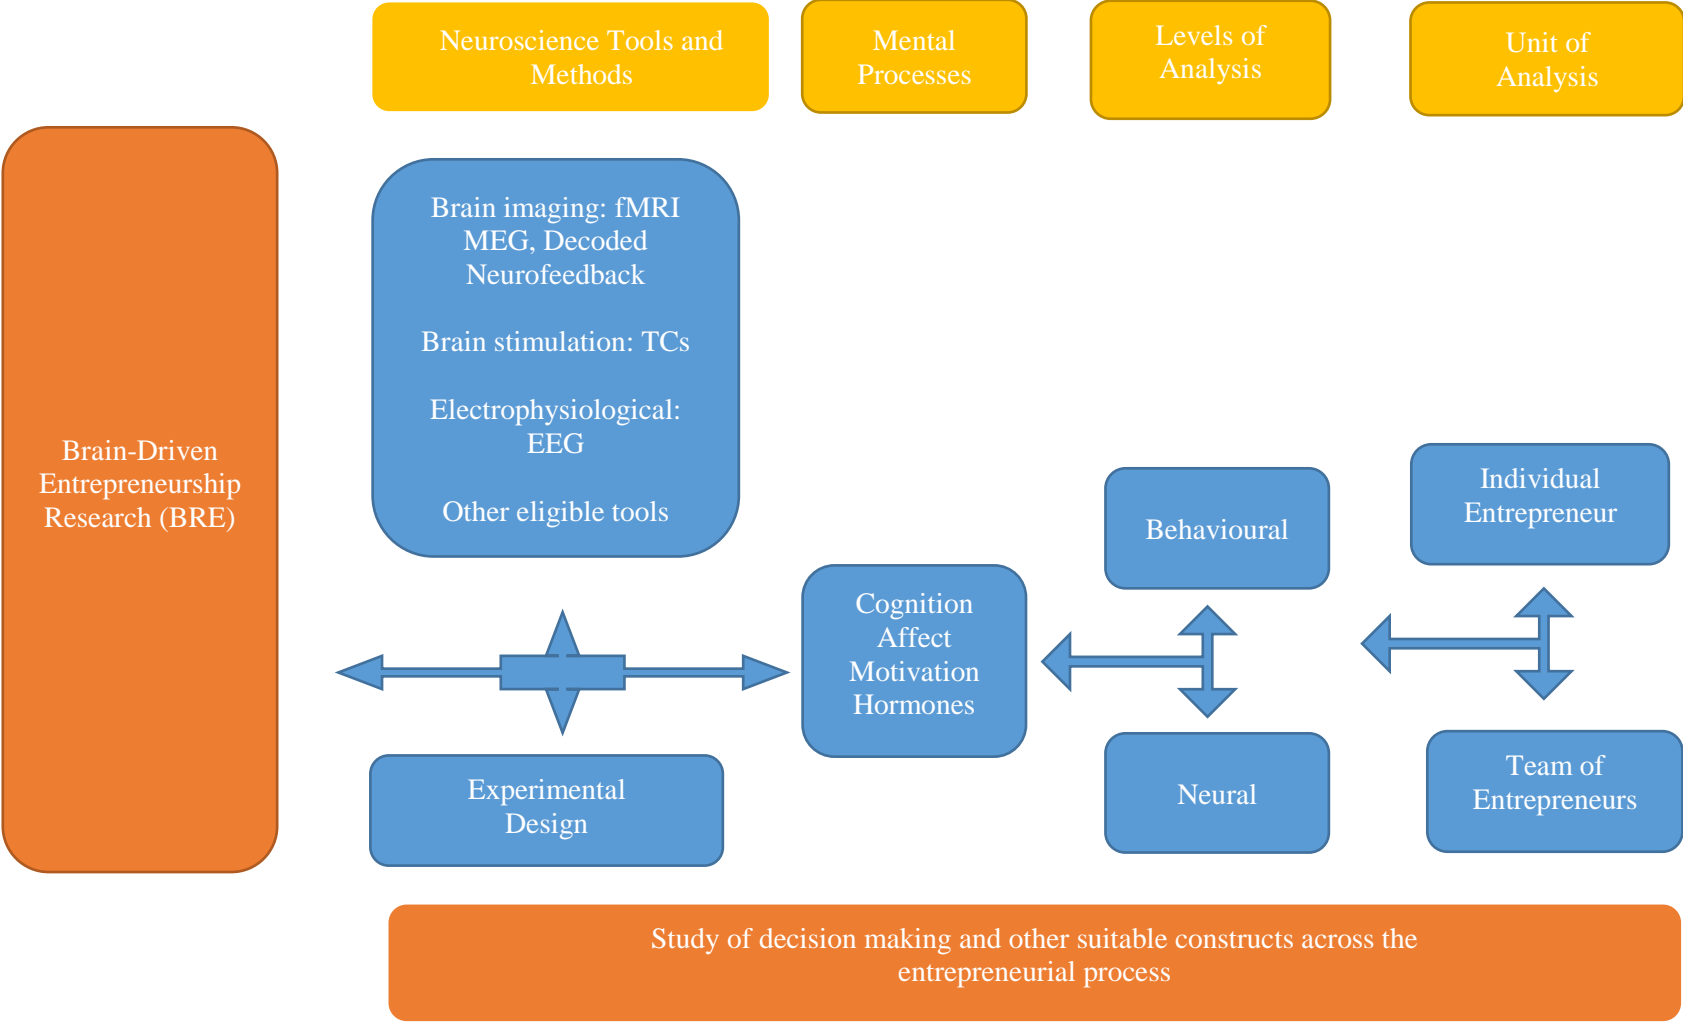 Neuroscience Tools and
Methods
Mental
Processes
Levels of
Analysis
Unit of
Analysis
Brain-Driven
Entrepreneurship
Research (BRE)
Brain imaging: fMRI
MEG, Decoded
Neurofeedback
Brain stimulation: TCs
Electrophysiological:
EEG
Other eligible tools
Experimental
Design
Cognition
Affect
Motivation
Hormones
Behavioural
Neural
Individual
Entrepreneur
Team of
Entrepreneurs
Study of decision making and other suitable constructs across the
entrepreneurial process